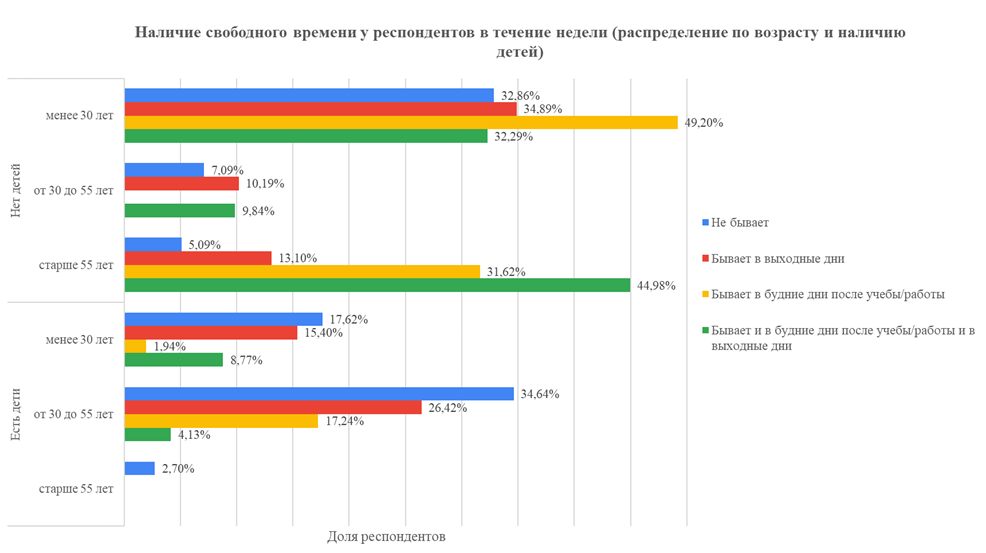 Наличие свободного времени у респондентов в течение недели (распределение по возрасту и наличию
детей)
Нет детей
менее 30 лет
32,86%
34,89%
49,20%
32,29%
от 30 до 55 лет
7,09%
10,19%
9,84%
старше 55 лет
5,09%
13,10%
31,62%
44,98%
Есть дети
менее 30 лет
17,62%
15,40%
1,94%
8,77%
от 30 до 55 лет
34,64%
26,42%
17,24%
4,13%
старше 55 лет
2,70%
Доля респондентов
Не бывает
Бывает в выходные дни
Бывает в будние дни после учебы/работы
Бывает и в будние дни после учебы/работы и в
выходные дни